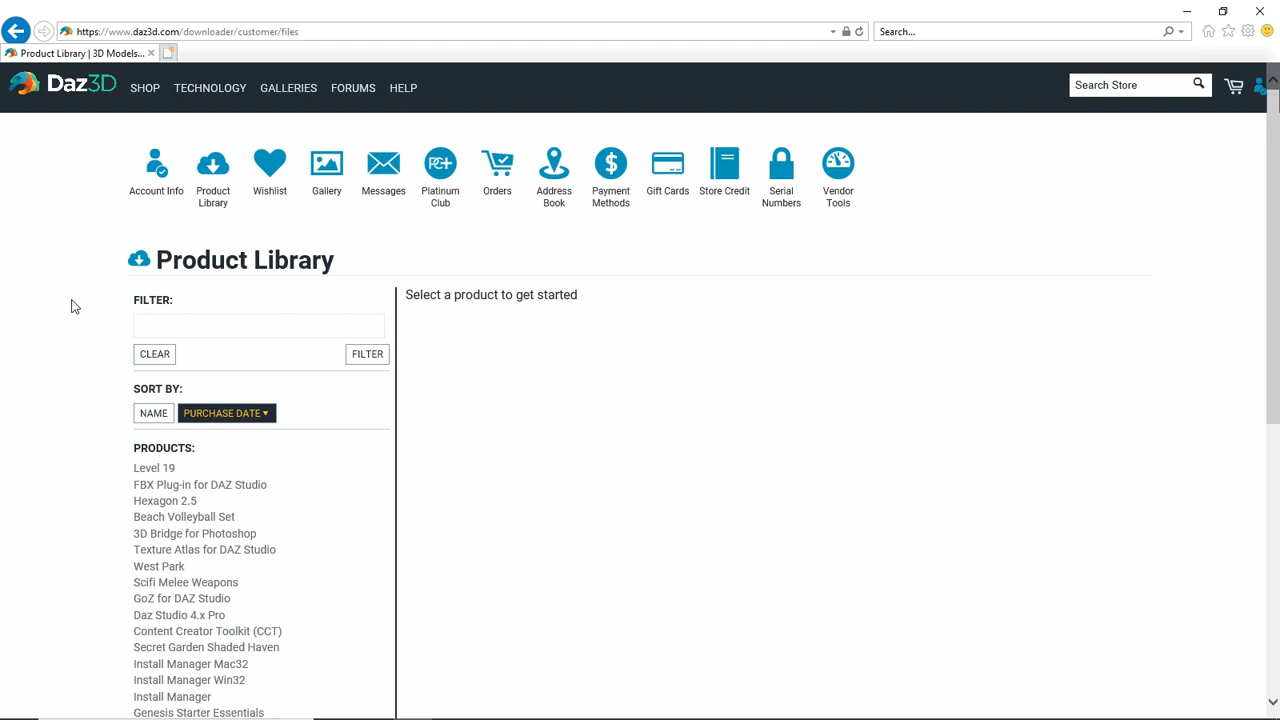 https://www.daz3d.com/downloader/customer/files
Search...
Product Library | 3D Models...
Daz3D
SHOP
TECHNOLOGY
GALLERIES
FORUMS
HELP
Search Store
Account Info
Product Library
Wishlist
Gallery
Messages
PC+
Platinum Club
Orders
Address Book
Payment Methods
Gift Cards
Store Credit
Serial Numbers
Vendor Tools
Product Library
FILTER:
Select a product to get started
CLEAR
FILTER
SORT BY:
NAME
PURCHASE DATE
PRODUCTS:
Level 19
FBX Plug-in for DAZ Studio
Hexagon 2.5
Beach Volleyball Set
3D Bridge for Photoshop
Texture Atlas for DAZ Studio
West Park
Scifi Melee Weapons
GoZ for DAZ Studio
Daz Studio 4.x Pro
Content Creator Toolkit (CCT)
Secret Garden Shaded Haven
Install Manager Mac32
Install Manager Win32
Install Manager
Genesis Starter Essentials